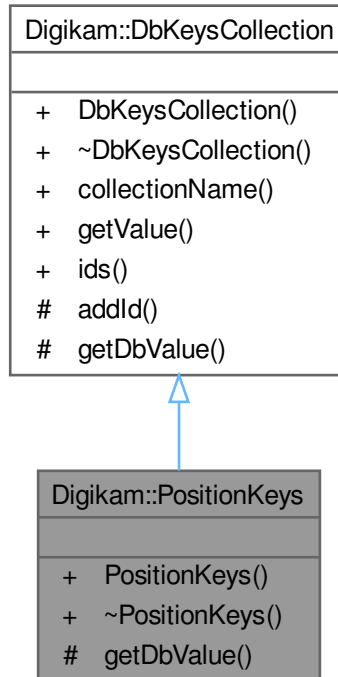 Digikam::DbKeysCollection
+ DbKeysCollection()
+ ~DbKeysCollection()
+ collectionName()
+ getValue()
+ ids()
# addId()
# getDbValue()
Digikam::PositionKeys
+ PositionKeys()
+ ~PositionKeys()
# getDbValue()